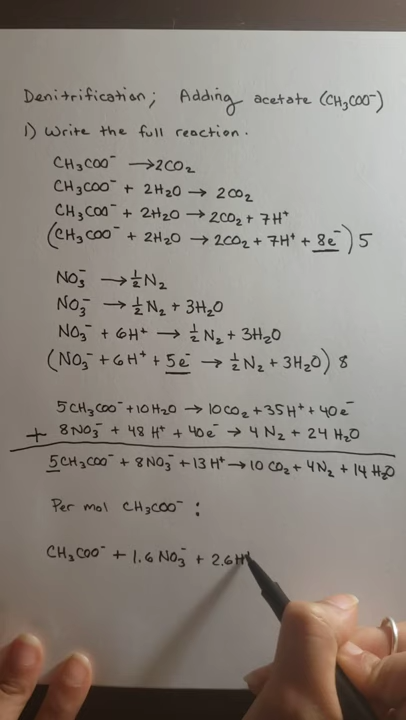 Denitrification; Adding acetate (CH₃COO⁻)
1) Write the full reaction.
CH₃COO⁻ → 2CO₂
CH₃COO⁻ + 2H₂O → 2CO₂
CH₃COO⁻ + 2H₂O → 2CO₂ + 7H⁺
(CH₃COO⁻ + 2H₂O → 2CO₂ + 7H⁺ + 8e⁻) 5
NO₃⁻ → ½N₂
NO₃⁻ → ½N₂ + 3H₂O
NO₃⁻ + 6H⁺ → ½N₂ + 3H₂O
(NO₃⁻ + 6H⁺ + 5e⁻ → ½N₂ + 3H₂O) 8
5CH₃COO⁻ + 10H₂O → 10CO₂ + 35H⁺ + 40e⁻
+ 8NO₃⁻ + 48H⁺ + 40e⁻ → 4N₂ + 24H₂O
5CH₃COO⁻ + 8NO₃⁻ + 13H⁺ → 10CO₂ + 4N₂ + 14H₂O
Per mol CH₃COO⁻:
CH₃COO⁻ + 1.6NO₃⁻ + 2.6H